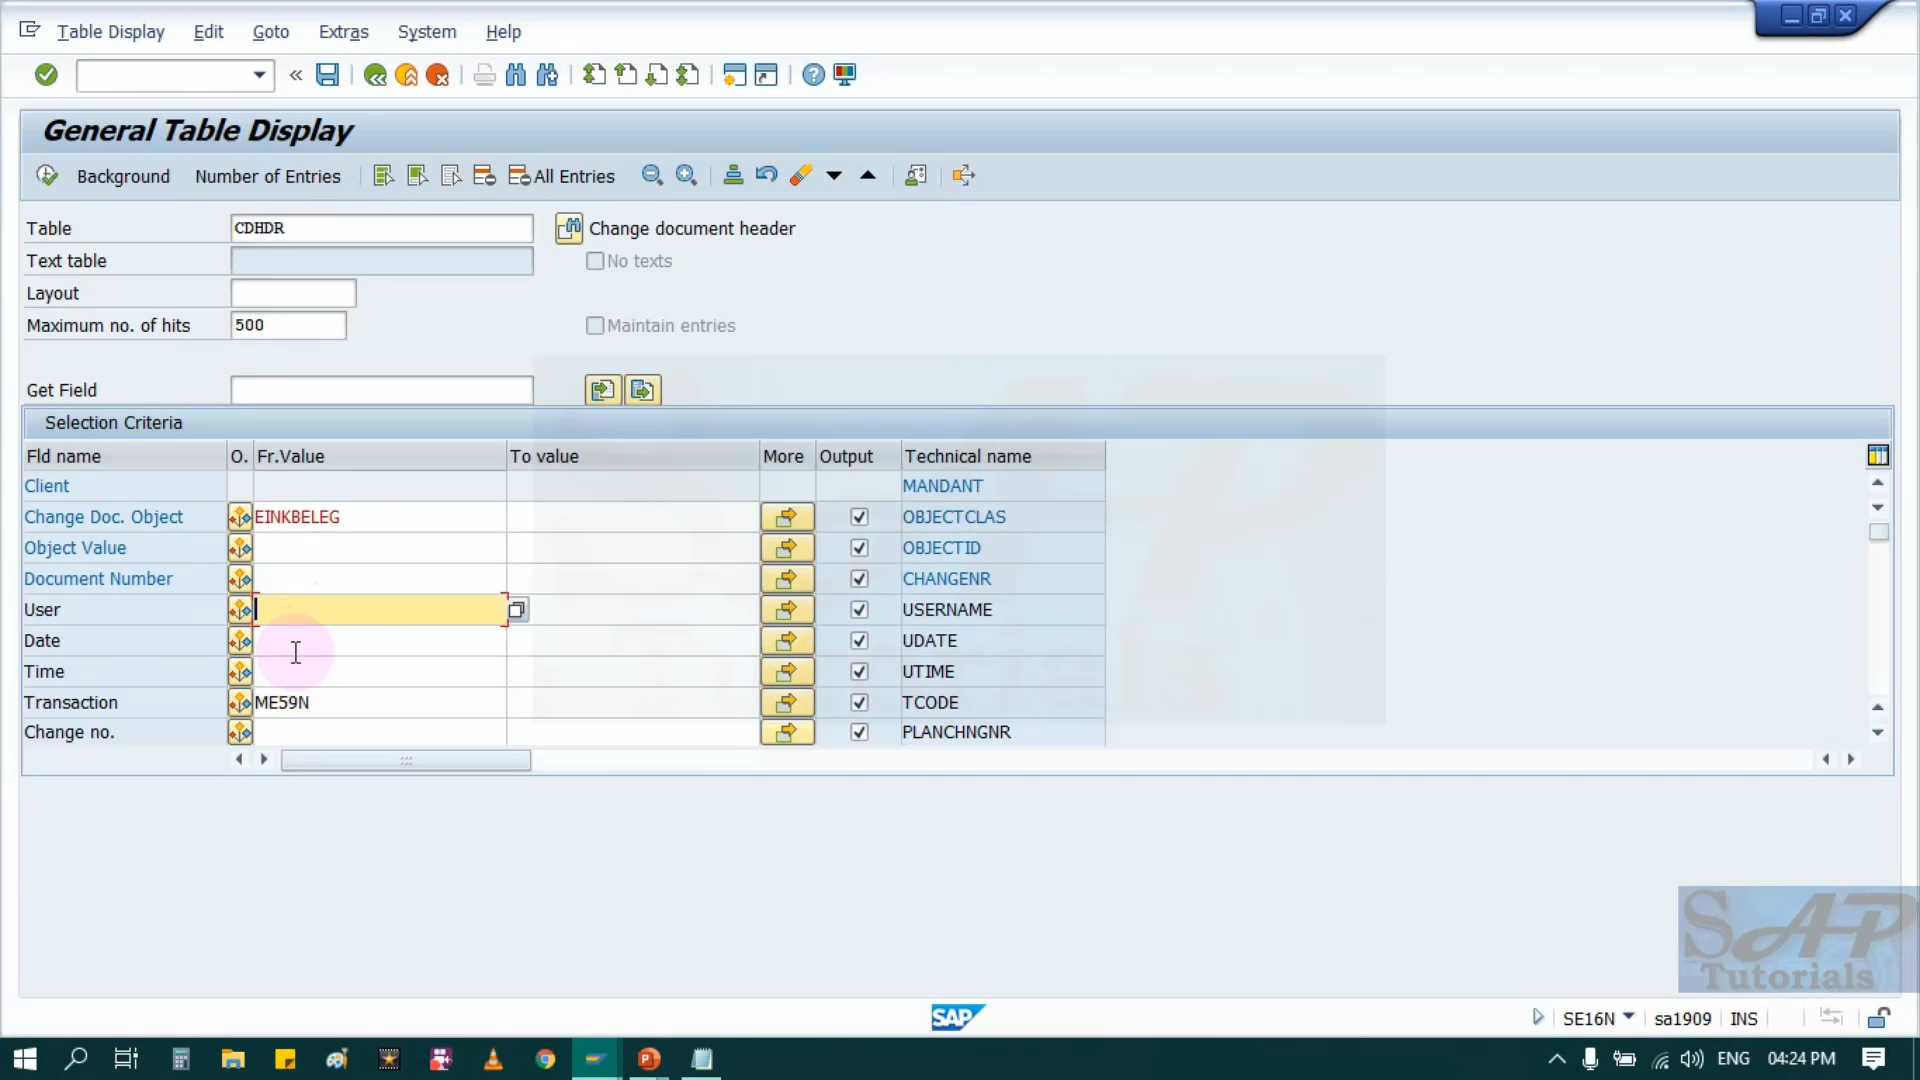 Table Display Edit Goto Extras System Help
General Table Display
Background Number of Entries All Entries
Table CDHDR Change document header
Text table No texts
Layout
Maximum no. of hits 500 Maintain entries
Get Field
Selection Criteria
Fld name O. Fr.Value To value More Output Technical name
Client MANDANT
Change Doc. Object EINKBELEG OBJECTCLAS
Object Value OBJECTID
Document Number CHANGENR
User USERNAME
Date UDATE
Time UTIME
Transaction ME59N TCODE
Change no. PLANCHNGNR
SAP
Tutorials
SAP SE16N sa1909 INS
ENG 04:24 PM